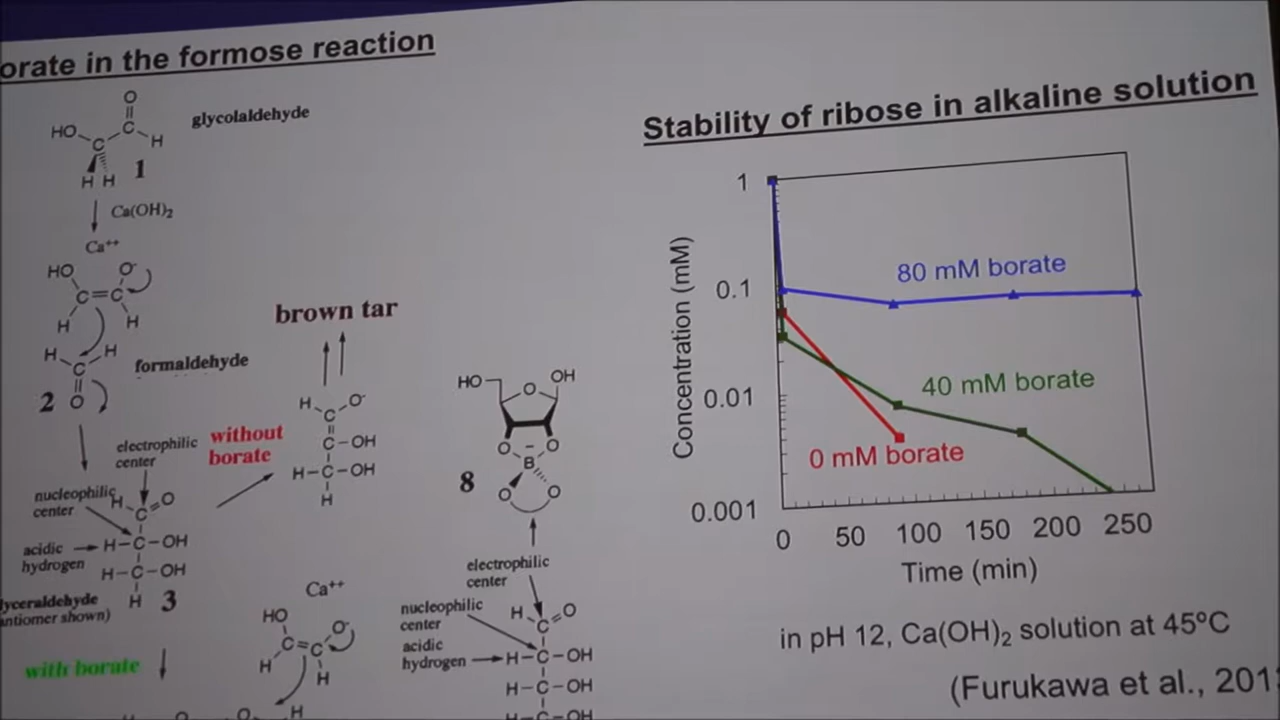 orate in the formose reaction
O
HO
C
C
H
glycolaldehyde
H H
1
Ca(OH)₂
Ca⁺⁺
HO
O⁻
C=C
H
H
H
H
C
formaldehyde
2
O
electrophilic
center
nucleophilic
center
H
O
C
acidic
hydrogen
H-C-OH
H-C-OH
H
3
lyceraldehyde
antiomer shown)
without
borate
brown tar
H
O⁻
C
C-OH
H-C-OH
H
with borate
Ca⁺⁺
HO
O⁻
C=C
H
H
O
H
HO
O
OH
O
−
O
B
O
O
8
electrophilic
center
nucleophilic
center
acidic
hydrogen
H
O
C
H-C-OH
H-C-OH
H-C-OH
Stability of ribose in alkaline solution
Concentration (mM)
1
0.1
0.01
0.001
80 mM borate
40 mM borate
0 mM borate
0 50 100 150 200 250
Time (min)
in pH 12, Ca(OH)₂ solution at 45ºC
(Furukawa et al., 201